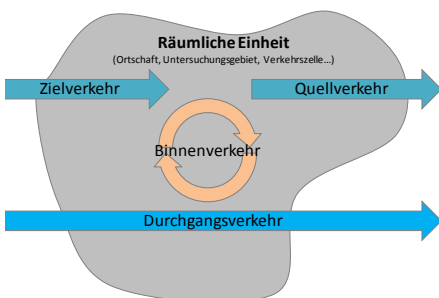 Räumliche Einheit
(Ortschaft, Untersuchungsgebiet, Verkehrszelle...)
Zielverkehr
Quellverkehr
Binnenverkehr
Durchgangsverkehr